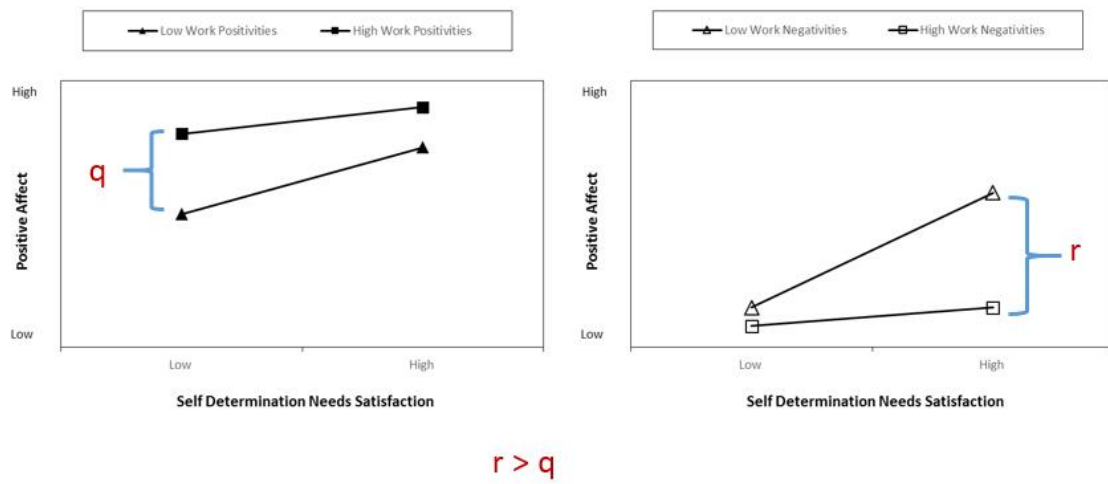 Low Work Positivities High Work Positivities
High
Positive Affect
q
Low
Low High
Self Determination Needs Satisfaction
Low Work Negativities High Work Negativities
High
Positive Affect
r
Low
Low High
Self Determination Needs Satisfaction
r > q